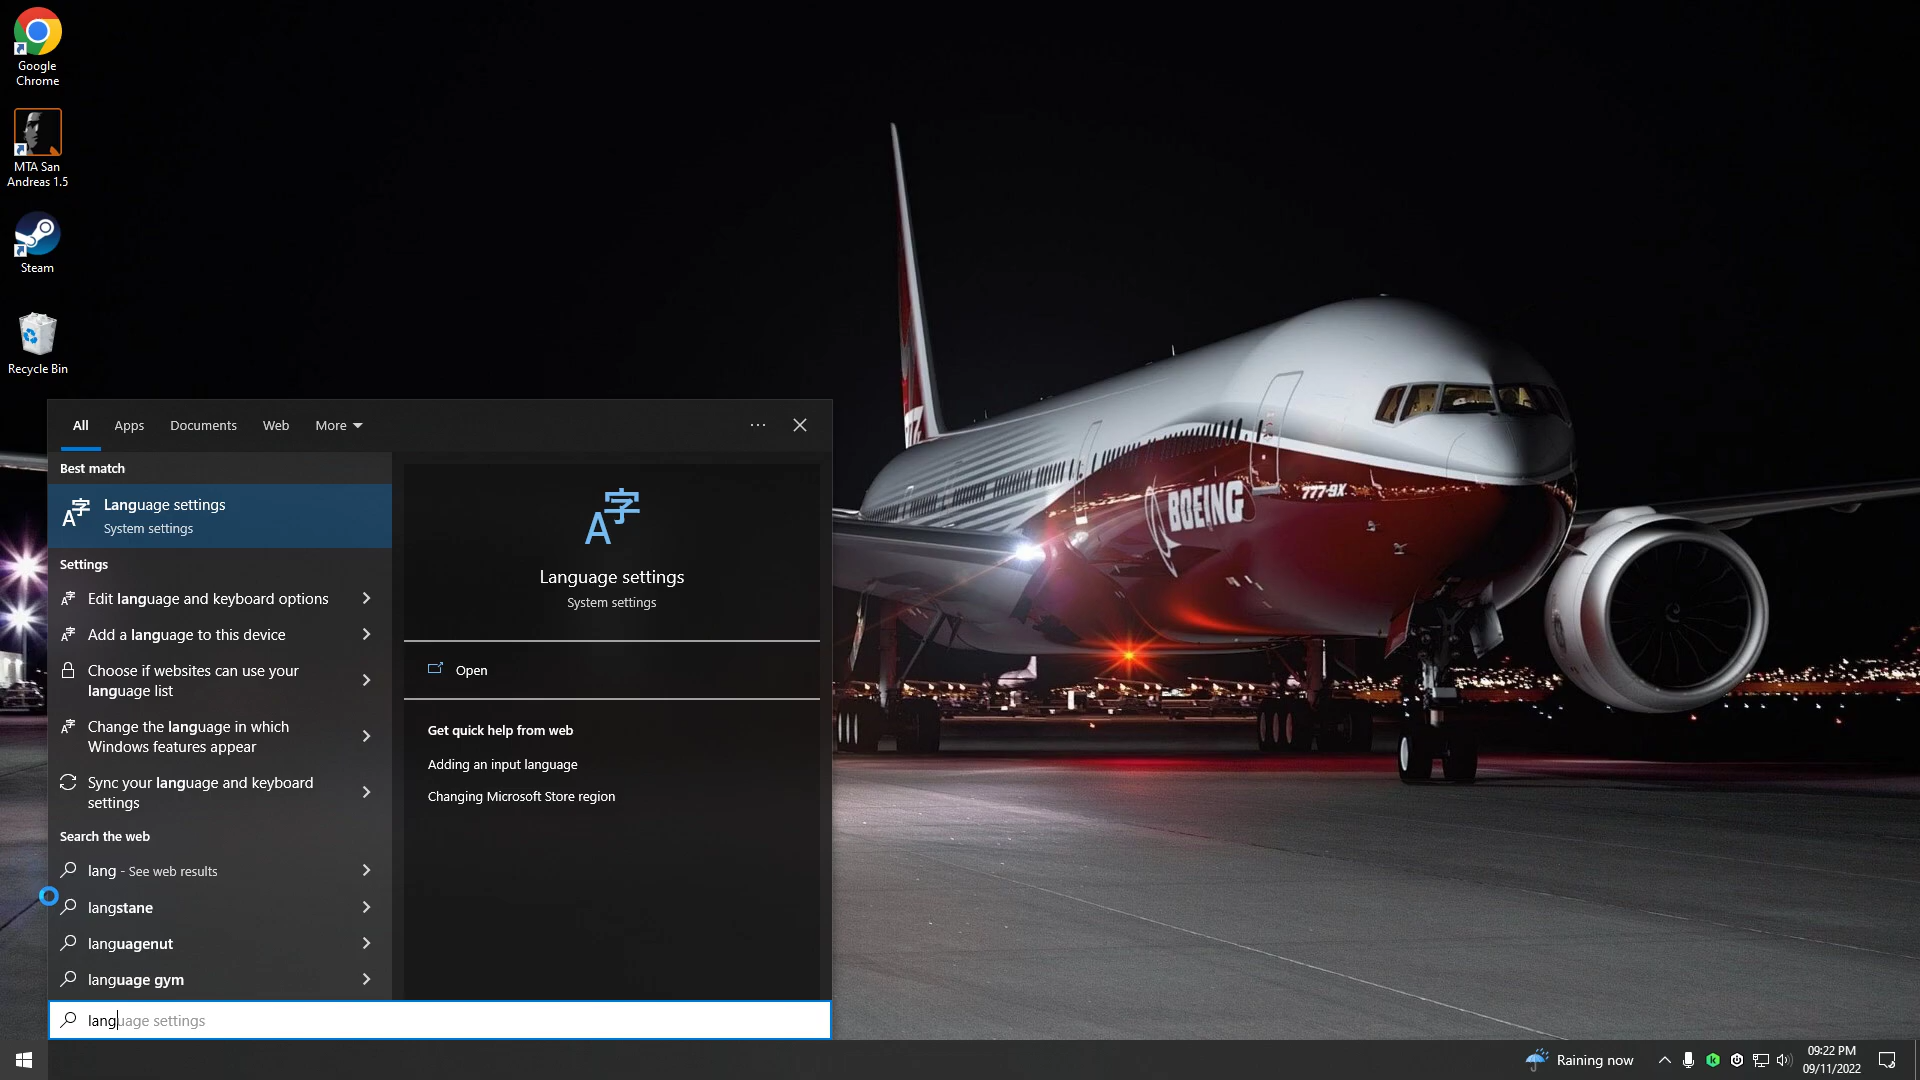 Google
Chrome
MTA San
Andreas 1.5
Steam
Recycle Bin
All Apps Documents Web More
Best match
Language settings
System settings
Settings
Edit language and keyboard options
Add a language to this device
Choose if websites can use your
language list
Change the language in which
Windows features appear
Sync your language and keyboard
settings
Search the web
lang - See web results
langstane
languagenut
language gym
language settings
A字
Language settings
System settings
Open
Get quick help from web
Adding an input language
Changing Microsoft Store region
BOEING
777-9X
Raining now
09:22 PM
09/11/2022